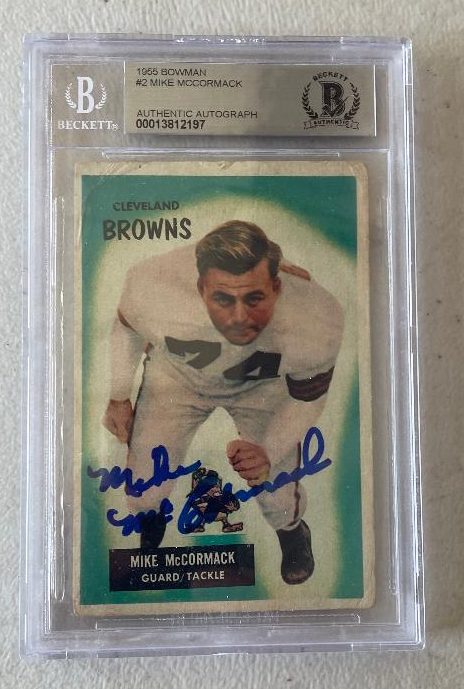 1955 BOWMAN
#2 MIKE MCCORMACK
AUTHENTIC AUTOGRAPH
00013812197
B
BECKETT
BECKETT
B
AUTHENTIC
CLEVELAND
BROWNS
74
Mike
McCormack
MIKE McCORMACK
GUARD/TACKLE